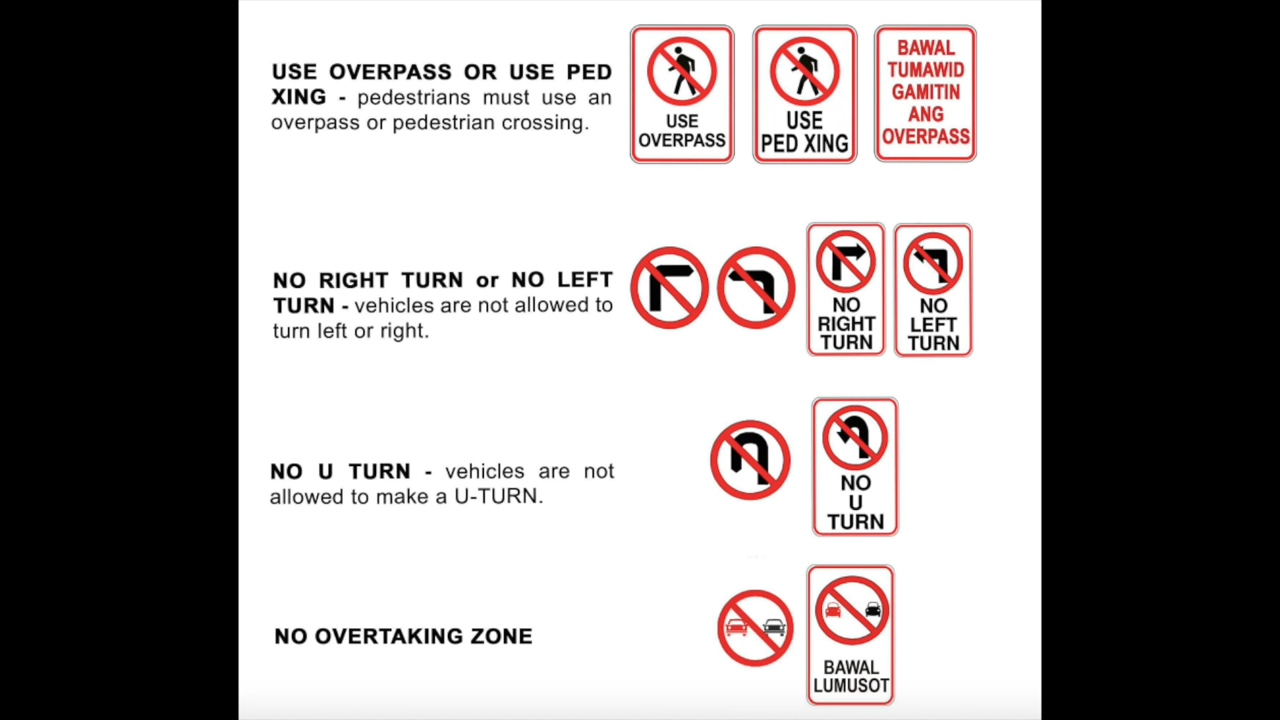 USE OVERPASS OR USE PED
XING - pedestrians must use an
overpass or pedestrian crossing.
USE
OVERPASS
USE
PED XING
BAWAL
TUMAWID
GAMITIN
ANG
OVERPASS
NO RIGHT TURN or NO LEFT
TURN - vehicles are not allowed to
turn left or right.
NO
RIGHT
TURN
NO
LEFT
TURN
NO U TURN - vehicles are not
allowed to make a U-TURN.
NO
U
TURN
NO OVERTAKING ZONE
BAWAL
LUMUSOT